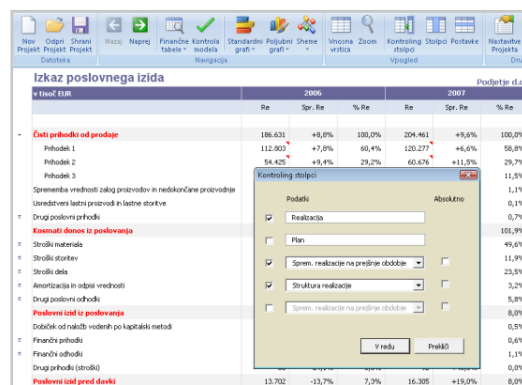 Nov Projekt Odpri Projekt Shrani Projekt Nazaj Naprej Finančne tabele Kontrola modela Standardni grafi Poljubni grafi Sheme Vnosna vrstica Zoom Kontroling stolpci Stolpci Postavke Nastavitve Projekta
Datoteka Navigacija Vpogled
Izkaz poslovnega izida
Podjetje d.
v tisoč EUR 2006 2007
Re Spr. Re % Re Re Spr. Re % Re
Čisti prihodki od prodaje 186.631 +8,8% 100,0% 204.461 +9,6% 100,0%
Prihodek 1 112.803 +7,8% 60,4% 120.277 +6,6% 58,8%
Prihodek 2 54.425 +9,4% 29,2% 60.676 +11,5% 29,7%
Prihodek 3 11,5%
Sprememba vrednosti zalog proizvodov in nedokončane proizvodnje 1,1%
Usredstveni lastni proizvodi in lastne storitve 0,1%
Drugi poslovni prihodki 0,7%
Kosmati donos iz poslovanja 101,9%
Stroški materiala 49,6%
Stroški storitev 11,9%
Stroški dela 23,5%
Amortizacija in odpisi vrednosti 3,2%
Drugi poslovni odhodki 5,8%
Poslovni izid iz poslovanja 8,0%
Dobiček od naložb vodenih po kapitalski metodi 0,5%
Finančni prihodki 0,6%
Finančni odhodki 1,1%
Drugi prihodki (stroški) 0,0%
Poslovni izid pred davki 13.702 -13,7% 7,3% 16.305 +19,0% 8,0%
Kontroling stolpci
Podatki Absolutno
Realizacija
Plan
Sprem. realizacije na prejšnje obdobje
Struktura realizacije
Sprem. realizacije na prejšnje obdobje
V redu Prekliči